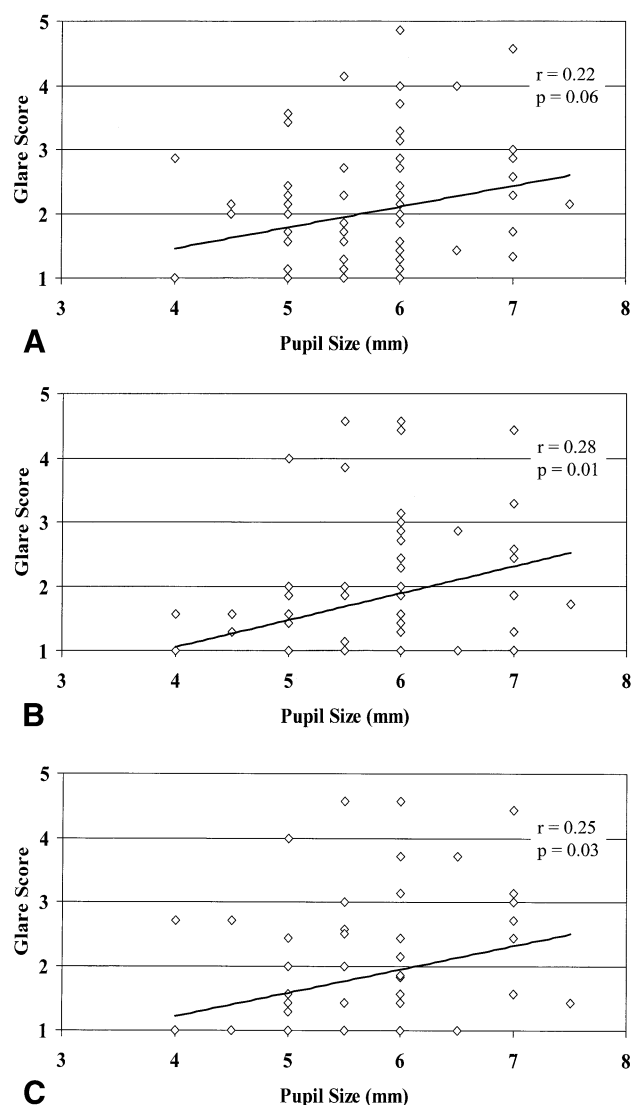 5
4
3
2
1
Glare Score
r = 0.22
p = 0.06
3 4 5 6 7 8
Pupil Size (mm)
A
5
4
3
2
1
Glare Score
r = 0.28
p = 0.01
3 4 5 6 7 8
Pupil Size (mm)
B
5
4
3
2
1
Glare Score
r = 0.25
p = 0.03
3 4 5 6 7 8
Pupil Size (mm)
C